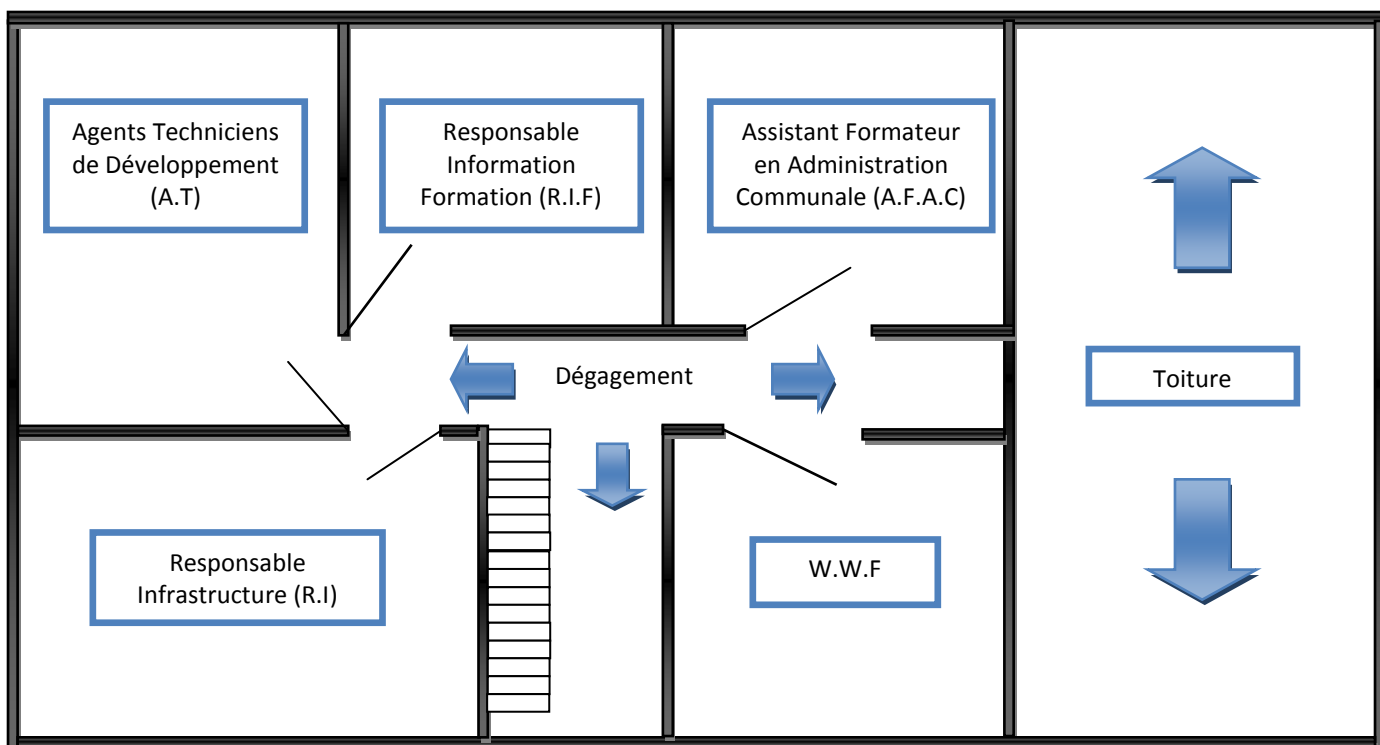 Agents Techniciens
de Développement
(A.T)
Responsable
Information
Formation (R.I.F)
Assistant Formateur
en Administration
Communale (A.F.A.C)
Dégagement
Toiture
Responsable
Infrastructure (R.I)
W.W.F